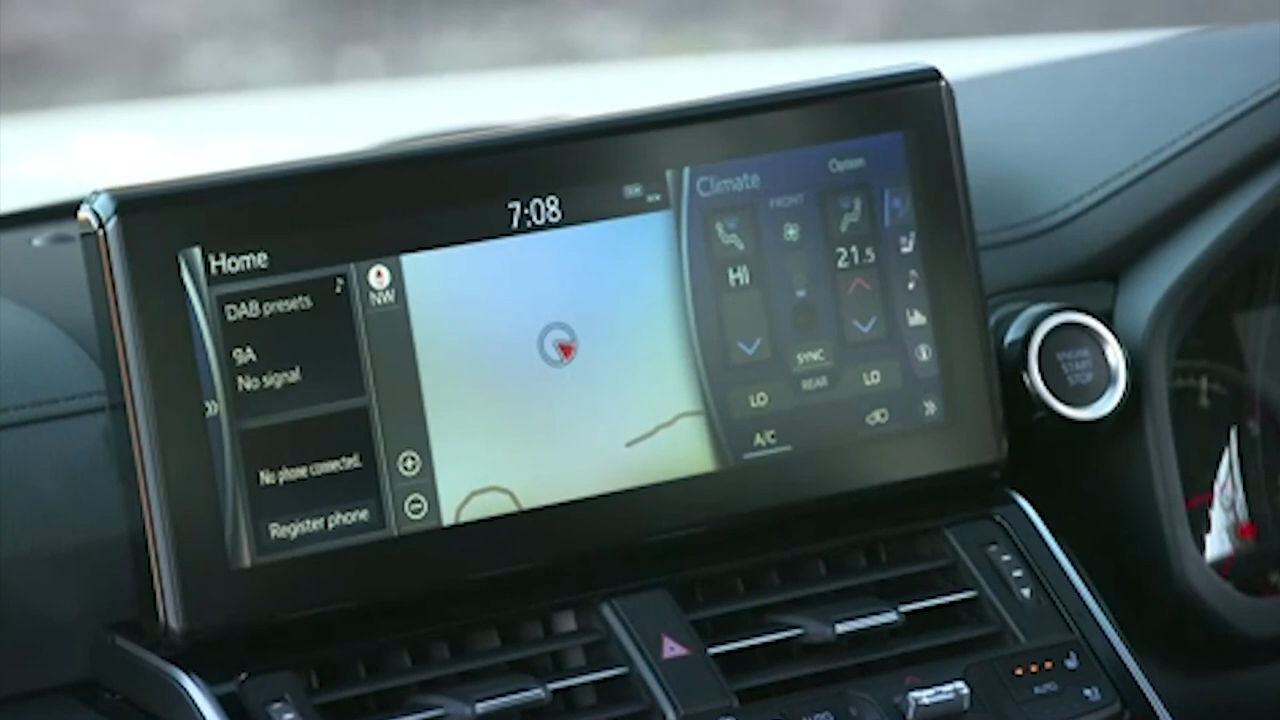 7:08
Home
DAB presets
9A
No signal
No phone connected.
Register phone
NW
Climate
Option
FRONT
HI
21.5
SYNC
REAR
LO
LO
A/C
ENGINE
START
STOP
AUTO
AUTO